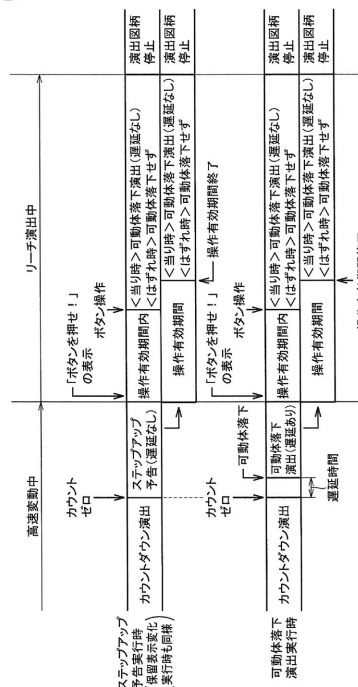 高速変動中
リーチ演出中
カウント
ゼロ
「ボタンを押せ！」
の表示
ボタン操作
ステップアップ
予告実行時
(保留表示変化
実行時も同様)
カウントダウン演出
ステップアップ
予告(遅延なし)
操作有効期間内
<当り時>可動体落下演出(遅延なし)
<はずれ時>可動体落下せず
演出図柄
停止
操作有効期間
<当り時>可動体落下演出(遅延なし)
<はずれ時>可動体落下せず
演出図柄
停止
操作有効期間終了
カウント
ゼロ
可動体落下
「ボタンを押せ！」
の表示
ボタン操作
可動体落下
演出実行時
カウントダウン演出
可動体落下
演出(遅延あり)
操作有効期間内
<当り時>可動体落下演出(遅延なし)
<はずれ時>可動体落下せず
演出図柄
停止
遅延時間
操作有効期間
<当り時>可動体落下演出(遅延なし)
<はずれ時>可動体落下せず
演出図柄
停止